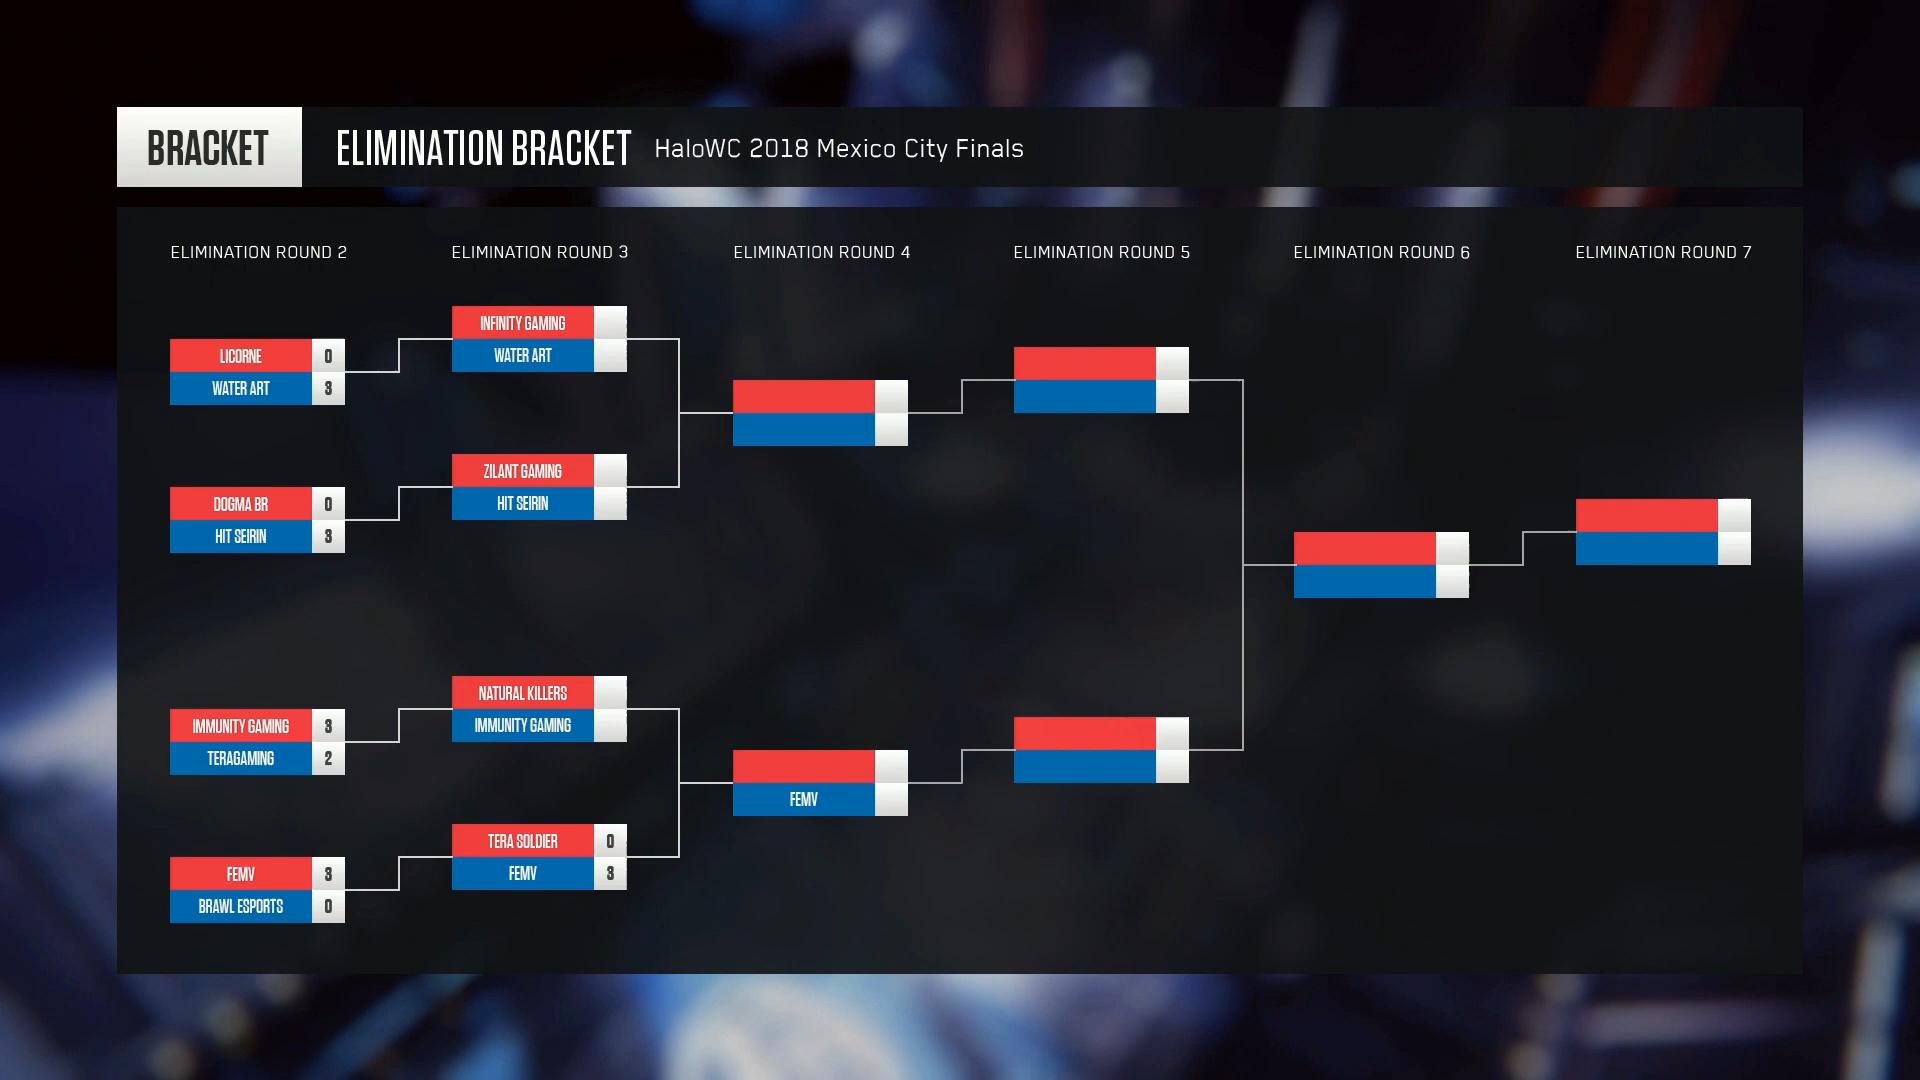 BRACKET
ELIMINATION BRACKET HaloWC 2018 Mexico City Finals
ELIMINATION ROUND 2
ELIMINATION ROUND 3
ELIMINATION ROUND 4
ELIMINATION ROUND 5
ELIMINATION ROUND 6
ELIMINATION ROUND 7
LICORNE 0
WATER ART 3
DOGMA BR 0
HIT SEIRIN 3
IMMUNITY GAMING 3
TERAGAMING 2
FEMV 3
BRAWL ESPORTS 0
INFINITY GAMING
WATER ART
ZILANT GAMING
HIT SEIRIN
NATURAL KILLERS
IMMUNITY GAMING
TERA SOLDIER 0
FEMV 3
FEMV